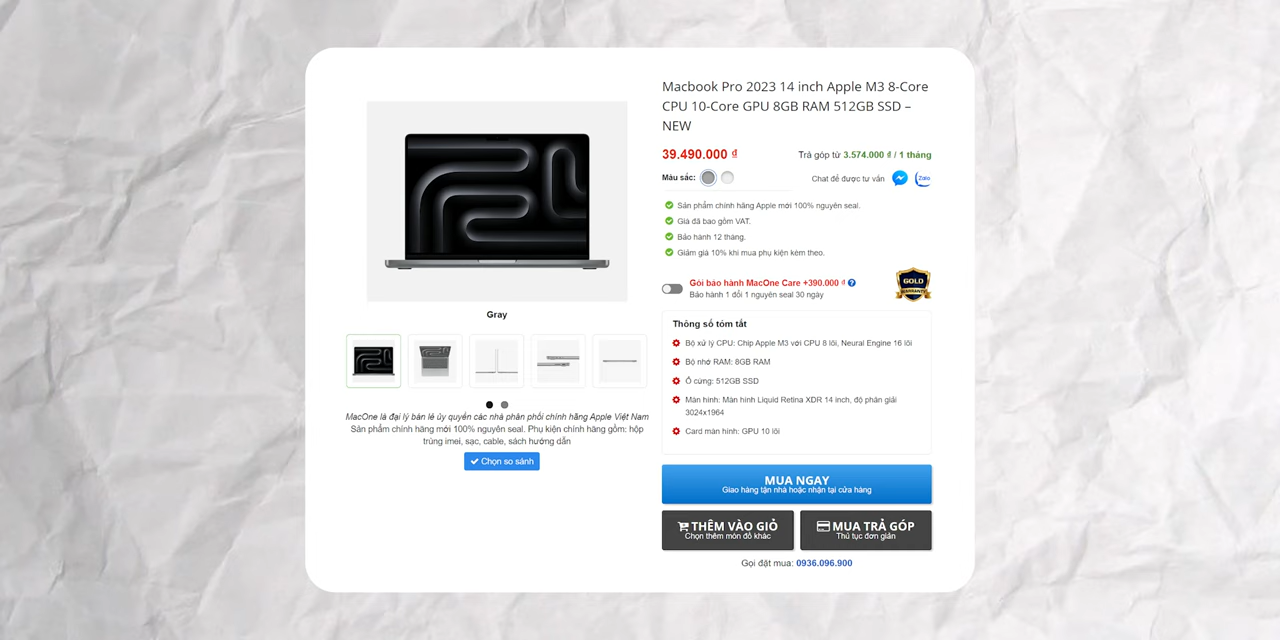 Macbook Pro 2023 14 inch Apple M3 8-Core
CPU 10-Core GPU 8GB RAM 512GB SSD –
NEW
39.490.000 ₫
Trả góp từ 3.574.000 ₫ / 1 tháng
Màu sắc:
Chat để được tư vấn
Zalo
Sản phẩm chính hãng Apple mới 100% nguyên seal.
Giá đã bao gồm VAT.
Bảo hành 12 tháng.
Giảm giá 10% khi mua phụ kiện kèm theo.
Gói bảo hành MacOne Care +390.000 ₫ ?
Bảo hành 1 đổi 1 nguyên seal 30 ngày
GOLD
WARRANTY
Gray
MacOne là đại lý bán lẻ ủy quyền các nhà phân phối chính hãng Apple Việt Nam
Sản phẩm chính hãng mới 100% nguyên seal. Phụ kiện chính hãng gồm: hộp
trùng imei, sạc, cable, sách hướng dẫn
Chọn so sánh
Thông số tóm tắt
Bộ xử lý CPU: Chip Apple M3 với CPU 8 lõi, Neural Engine 16 lõi
Bộ nhớ RAM: 8GB RAM
Ổ cứng: 512GB SSD
Màn hình: Màn hình Liquid Retina XDR 14 inch, độ phân giải
3024x1964
Card màn hình: GPU 10 lõi
MUA NGAY
Giao hàng tận nhà hoặc nhận tại cửa hàng
THÊM VÀO GIỎ
Chọn thêm món đồ khác
MUA TRẢ GÓP
Thủ tục đơn giản
Gọi đặt mua: 0936.096.900